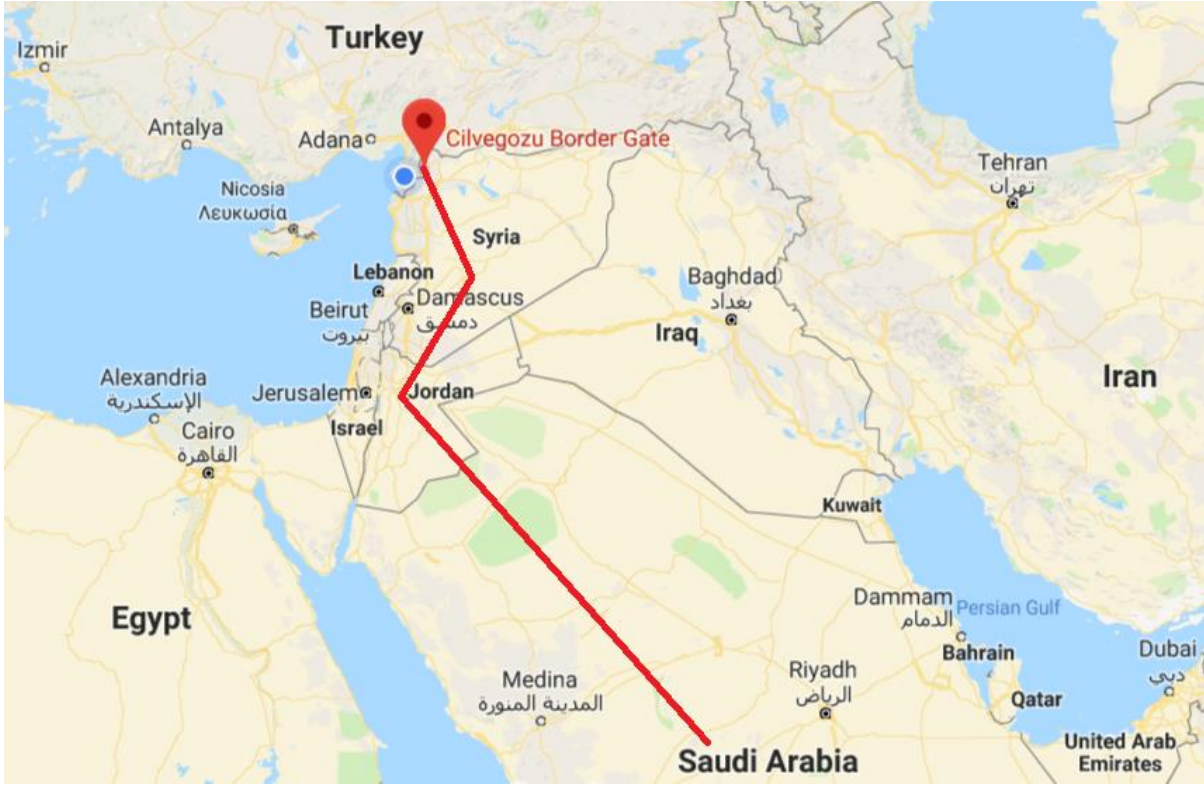 Izmir
Turkey
Antalya
Adana
Cilvegozu Border Gate
Tehran
تهران
Nicosia
Λευκωσία
Syria
Lebanon
Beirut
بيروت
Damascus
دمشق
Baghdad
بغداد
Iraq
Iran
Alexandria
الإسكندرية
Jerusalem
Jordan
Israel
Cairo
القاهرة
Kuwait
Egypt
Dammam
الدمام
Persian Gulf
Bahrain
Dubai
دبي
Medina
المدينة المنورة
Riyadh
الرياض
Qatar
Saudi Arabia
United Arab
Emirates